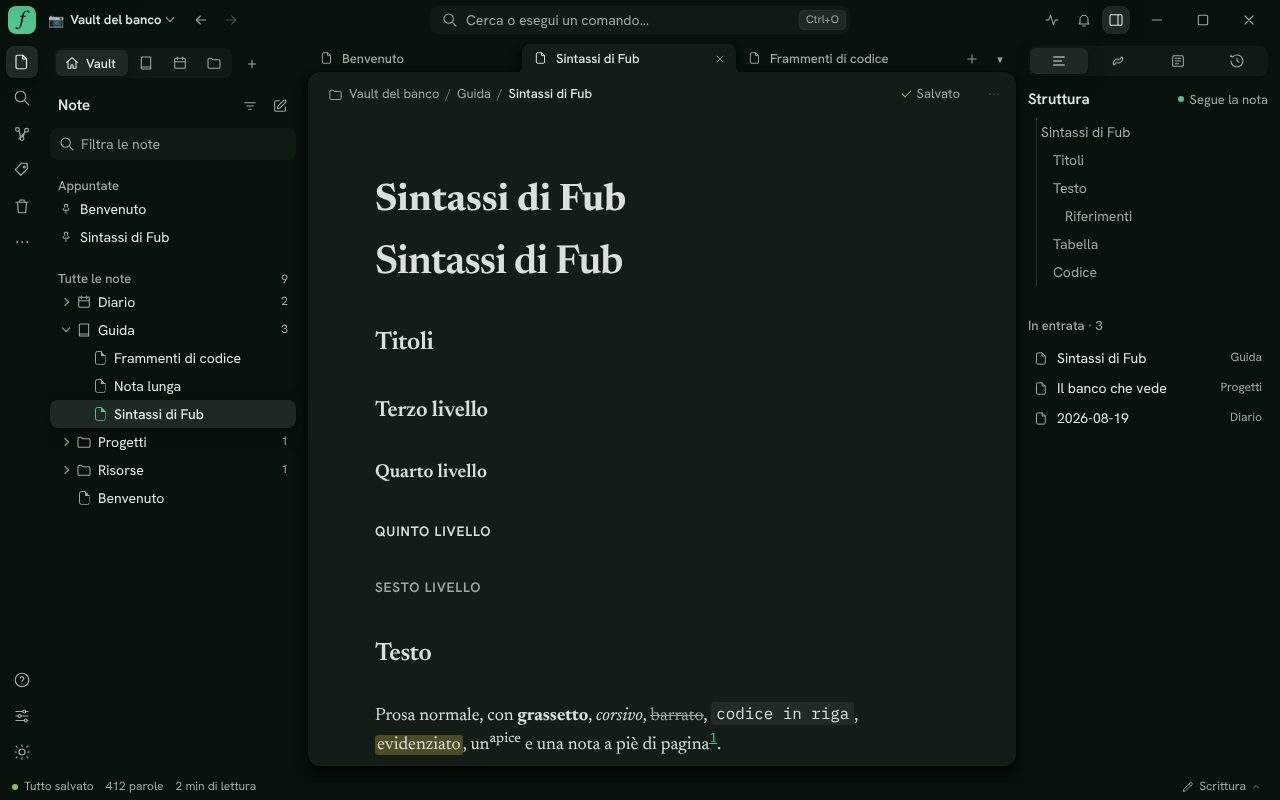 f
Vault del banco
Cerca o esegui un comando...
Ctrl+O
Vault
Note
Filtra le note
Appuntate
Benvenuto
Sintassi di Fub
Tutte le note 9
Diario 2
Guida 3
Frammenti di codice
Nota lunga
Sintassi di Fub
Progetti 1
Risorse 1
Benvenuto
Benvenuto
Sintassi di Fub
Frammenti di codice
Vault del banco / Guida / Sintassi di Fub
Salvato
Sintassi di Fub
Sintassi di Fub
Titoli
Terzo livello
Quarto livello
QUINTO LIVELLO
SESTO LIVELLO
Testo
Prosa normale, con grassetto, corsivo, barrato, codice in riga,
evidenziato, unapice e una nota a piè di pagina1.
Struttura
Segue la nota
Sintassi di Fub
Titoli
Testo
Riferimenti
Tabella
Codice
In entrata · 3
Sintassi di Fub Guida
Il banco che vede Progetti
2026-08-19 Diario
Tutto salvato 412 parole 2 min di lettura
Scrittura